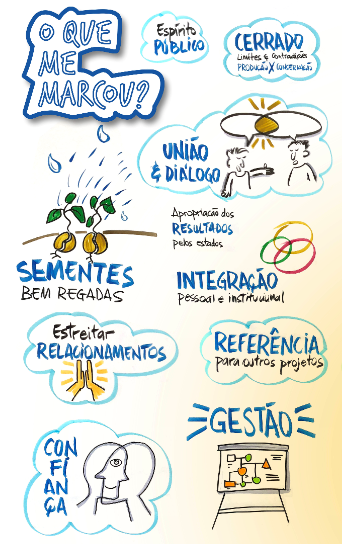 O QUE
ME
MARCOU?
Espírito
PÚBLICO
CERRADO
Limites e Contradições
PRODUÇÃO X CONSERVAÇÃO
UNIÃO
& DIÁLOGO
Apropriação dos
RESULTADOS
pelos estados
SEMENTES
BEM REGADAS
INTEGRAÇÃO
pessoal e institucional
Estreitar
RELACIONAMENTOS
REFERÊNCIA
para outros projetos
CON
FI
AN
ÇA
GESTÃO